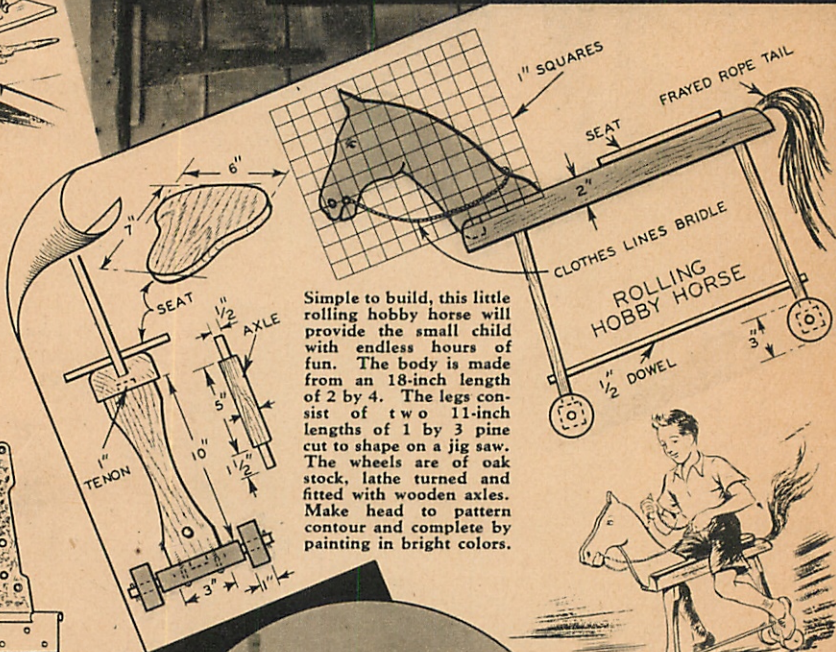 1" SQUARES
FRAYED ROPE TAIL
SEAT
2"
CLOTHES LINES BRIDLE
ROLLING
HOBBY HORSE
1/2 DOWEL
3"
6"
7"
SEAT
1/2"
AXLE
5"
1 1/2"
10"
1"
TENON
3"
1"
Simple to build, this little
rolling hobby horse will
provide the small child
with endless hours of
fun. The body is made
from an 18-inch length
of 2 by 4. The legs con-
sist of two 11-inch
lengths of 1 by 3 pine
cut to shape on a jig saw.
The wheels are of oak
stock, lathe turned and
fitted with wooden axles.
Make head to pattern
contour and complete by
painting in bright colors.